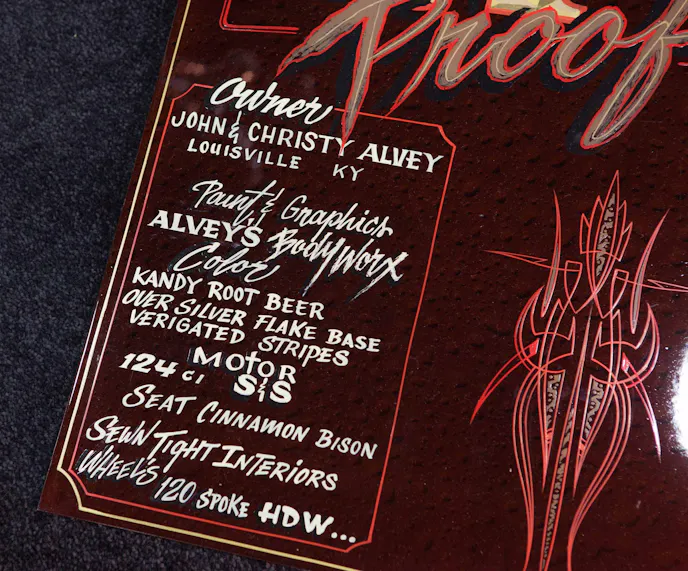 Proof
Owner
JOHN & CHRISTY ALVEY
LOUISVILLE KY
Paint & Graphics
ALVEYS BodyWorx
Color
KANDY ROOT BEER
OVER SILVER FLAKE BASE
VERIGATED STRIPES
MOTOR
124 CI S&S
SEAT CINNAMON BISON
SEWN TIGHT INTERIORS
WHEELS 120 SPOKE HDW...